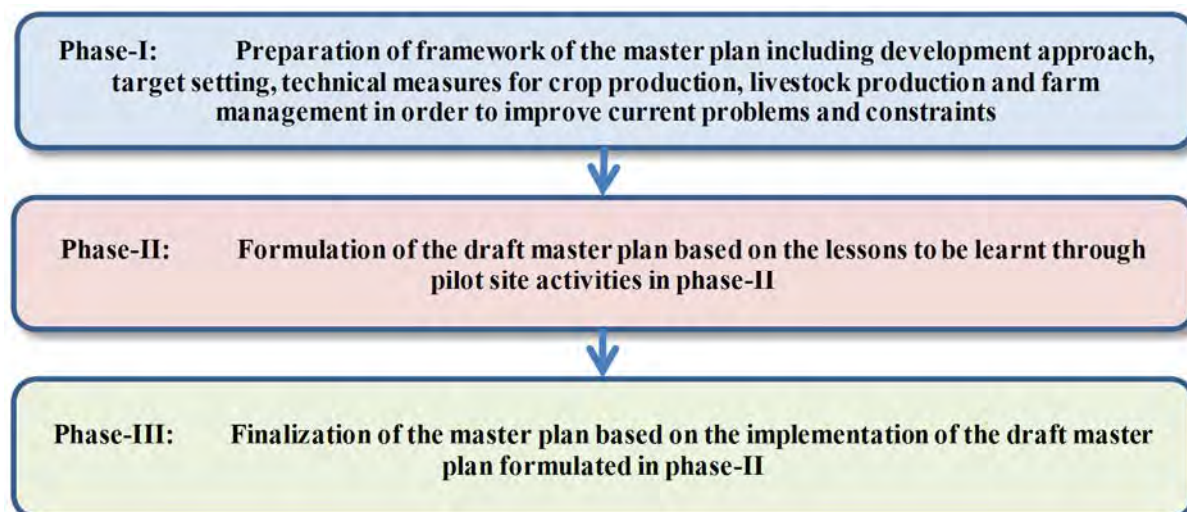 Phase-I: Preparation of framework of the master plan including development approach,
target setting, technical measures for crop production, livestock production and farm
management in order to improve current problems and constraints
Phase-II: Formulation of the draft master plan based on the lessons to be learnt through
pilot site activities in phase-II
Phase-III: Finalization of the master plan based on the implementation of the draft master
plan formulated in phase-II